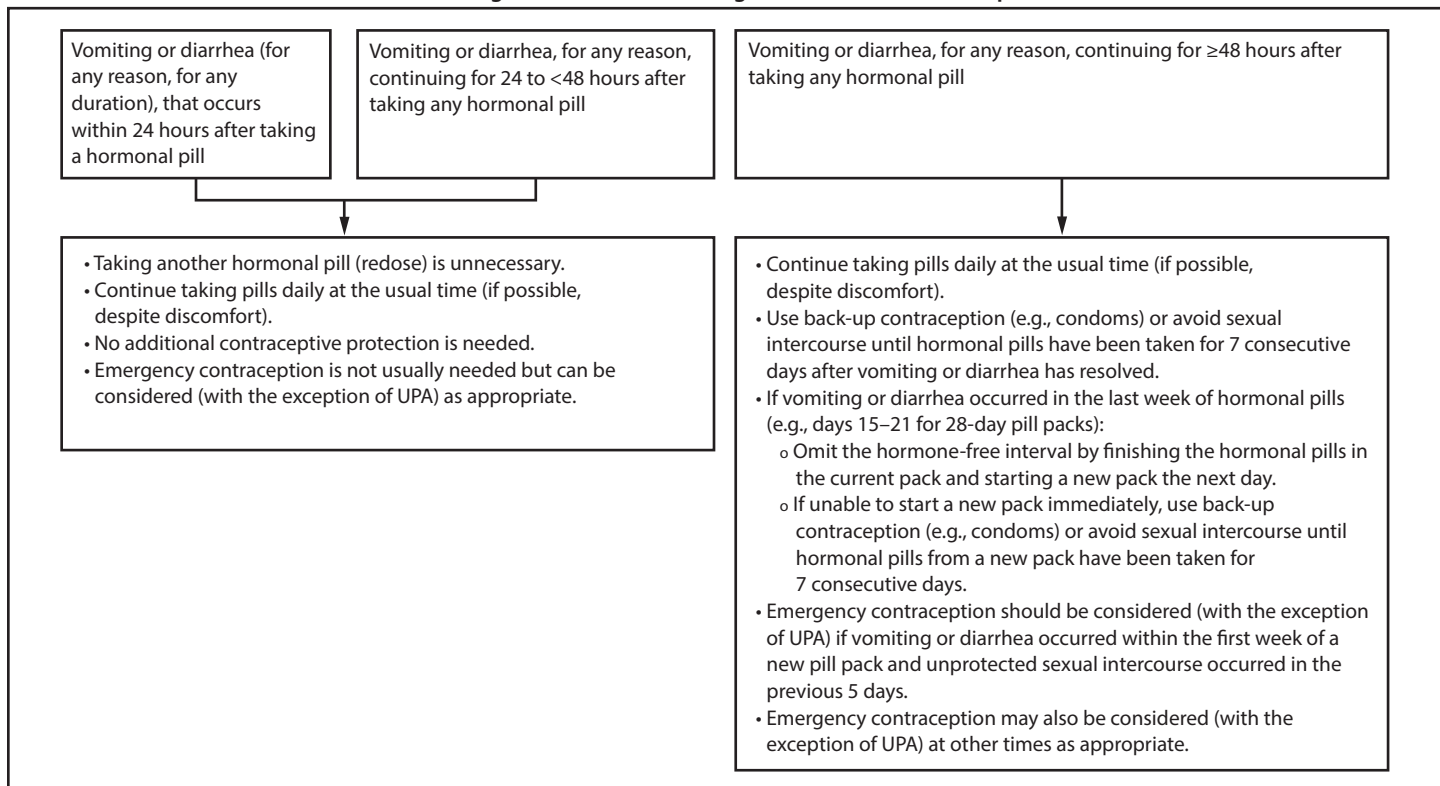 Vomiting or diarrhea (for
any reason, for any
duration), that occurs
within 24 hours after taking
a hormonal pill
Vomiting or diarrhea, for any reason,
continuing for 24 to <48 hours after
taking any hormonal pill
Vomiting or diarrhea, for any reason, continuing for ≥48 hours after
taking any hormonal pill
• Taking another hormonal pill (redose) is unnecessary.
• Continue taking pills daily at the usual time (if possible,
despite discomfort).
• No additional contraceptive protection is needed.
• Emergency contraception is not usually needed but can be
considered (with the exception of UPA) as appropriate.
• Continue taking pills daily at the usual time (if possible,
despite discomfort).
• Use back-up contraception (e.g., condoms) or avoid sexual
intercourse until hormonal pills have been taken for 7 consecutive
days after vomiting or diarrhea has resolved.
• If vomiting or diarrhea occurred in the last week of hormonal pills
(e.g., days 15–21 for 28-day pill packs):
o Omit the hormone-free interval by finishing the hormonal pills in
the current pack and starting a new pack the next day.
o If unable to start a new pack immediately, use back-up
contraception (e.g., condoms) or avoid sexual intercourse until
hormonal pills from a new pack have been taken for
7 consecutive days.
• Emergency contraception should be considered (with the exception
of UPA) if vomiting or diarrhea occurred within the first week of a
new pill pack and unprotected sexual intercourse occurred in the
previous 5 days.
• Emergency contraception may also be considered (with the
exception of UPA) at other times as appropriate.